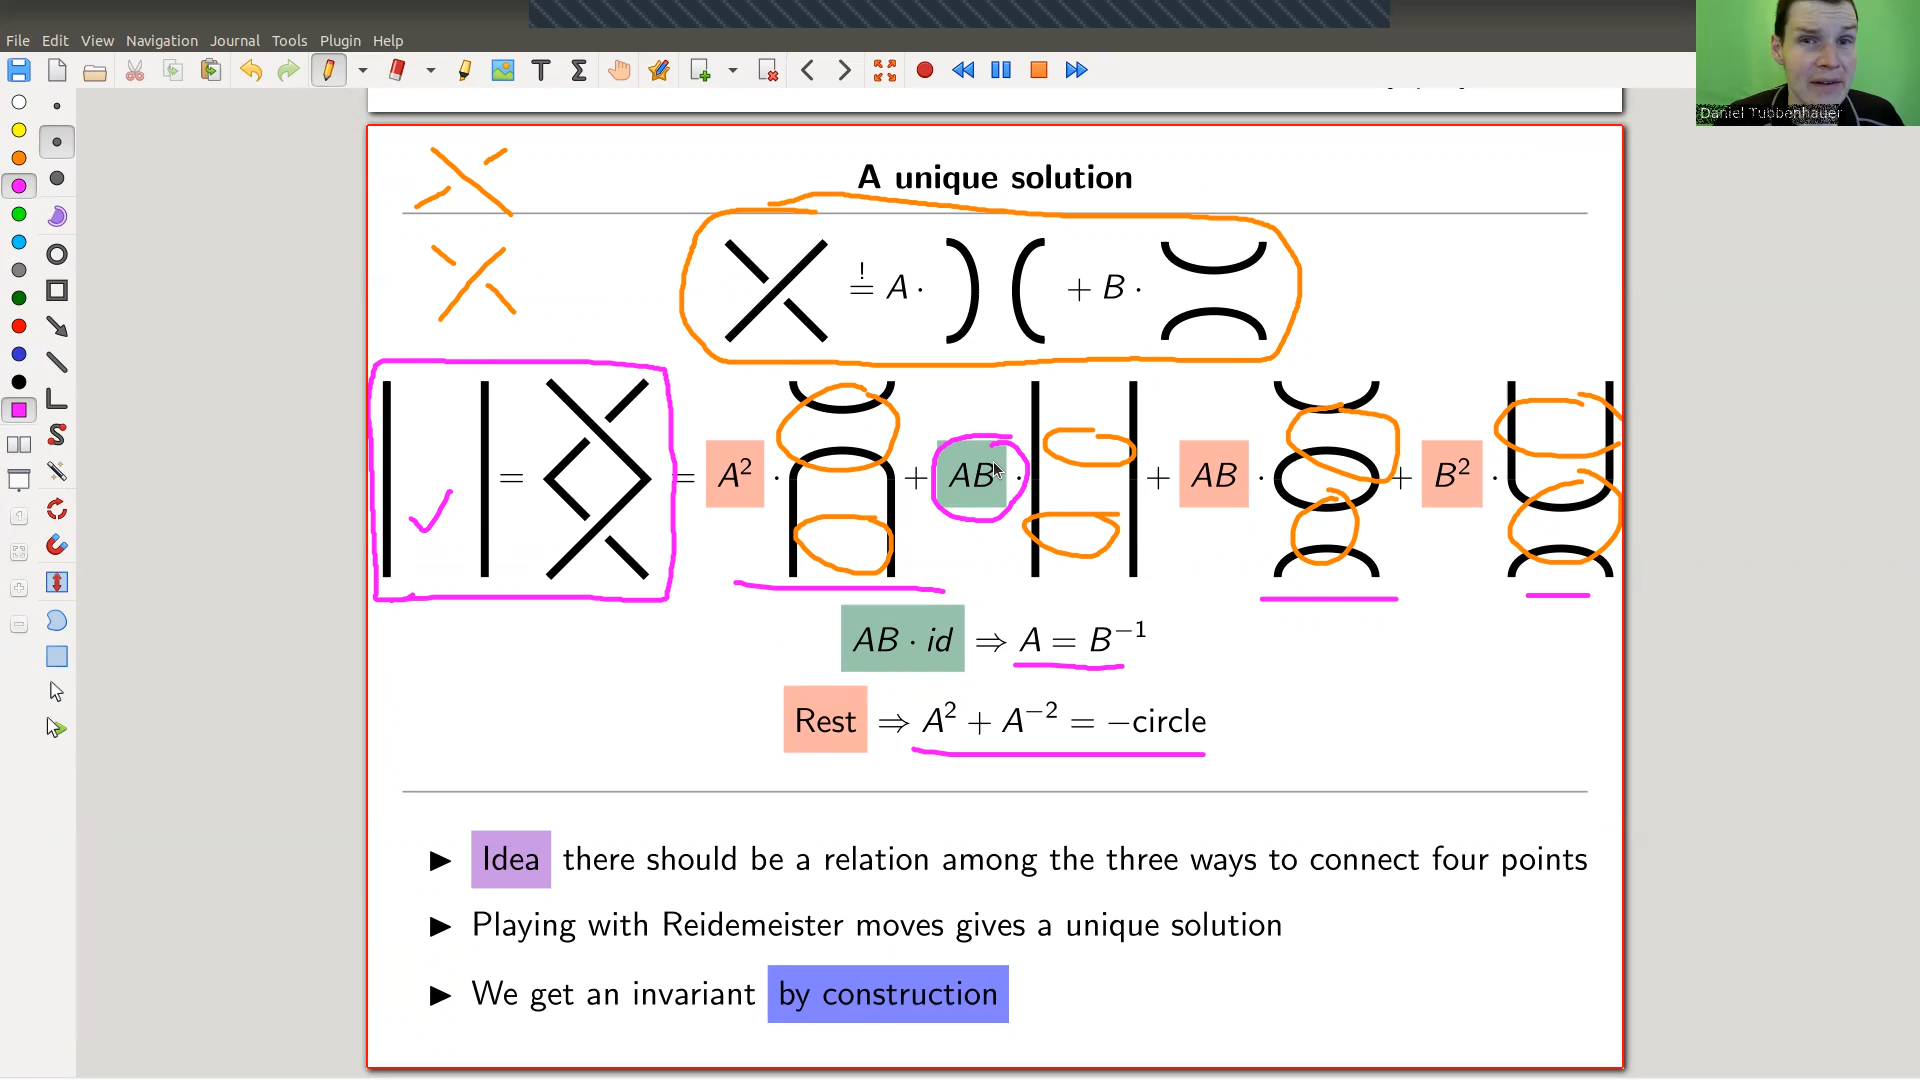 File Edit View Navigation Journal Tools Plugin Help
Daniel Tubbenhauer
A unique solution
! = A · + B ·
= = A² · + AB · + AB · + B² ·
AB · id ⇒ A = B⁻¹
Rest ⇒ A² + A⁻² = −circle
▶ Idea there should be a relation among the three ways to connect four points
▶ Playing with Reidemeister moves gives a unique solution
▶ We get an invariant by construction